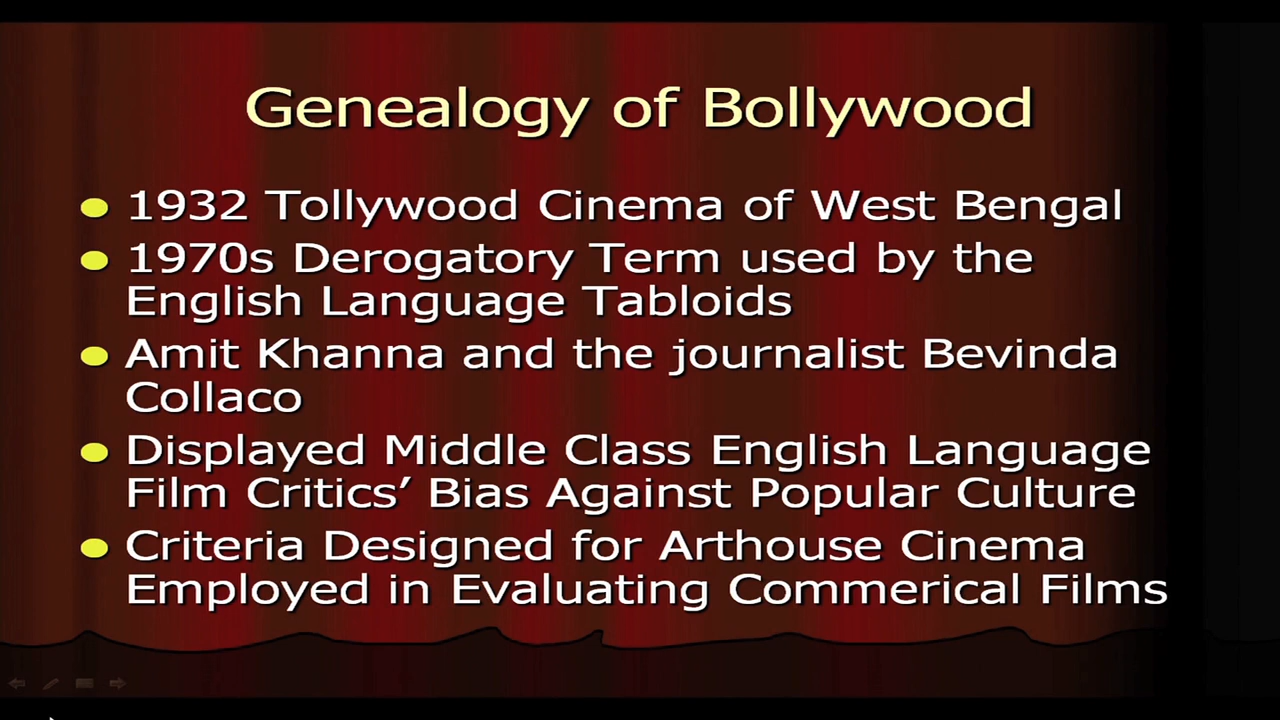 Genealogy of Bollywood
1932 Tollywood Cinema of West Bengal
1970s Derogatory Term used by the
English Language Tabloids
Amit Khanna and the journalist Bevinda
Collaco
Displayed Middle Class English Language
Film Critics’ Bias Against Popular Culture
Criteria Designed for Arthouse Cinema
Employed in Evaluating Commerical Films